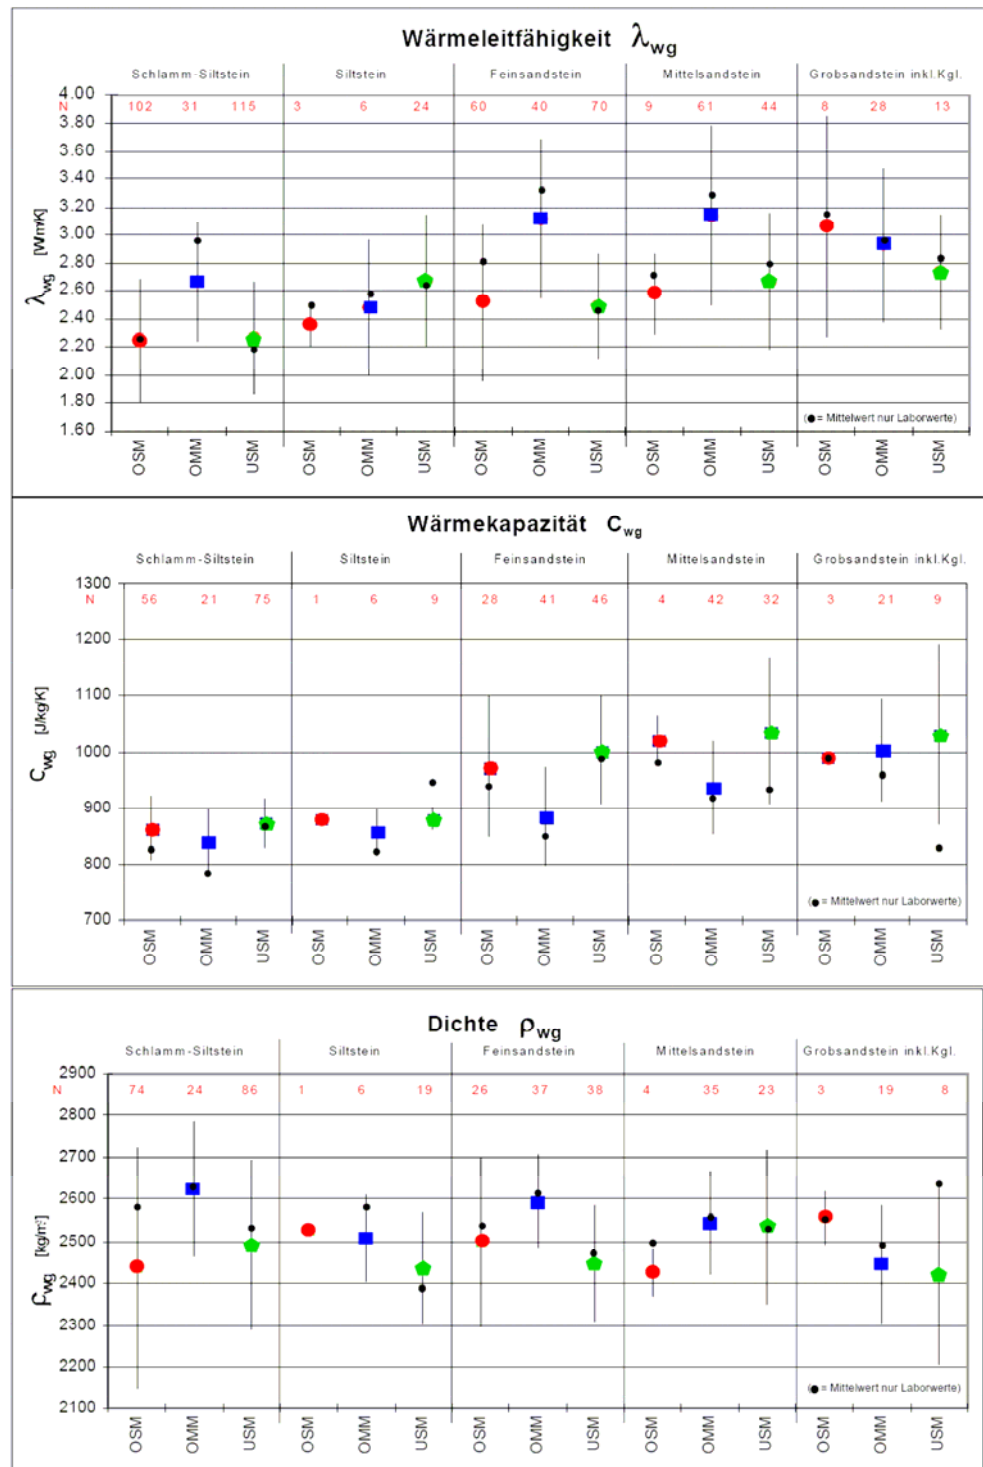 Wärmeleitfähigkeit λwg
Schlamm-Siltstein Siltstein Feinsandstein Mittelsandstein Grobsandstein inkl.Kgl.
4.00
N 102 31 115 3 6 24 60 40 70 9 61 44 8 28 13
3.80
3.60
3.40
3.20
3.00
2.80
2.60
2.40
2.20
2.00
1.80
1.60
λwg [W/m/K]
(● = Mittelwert nur Laborwerte)
OSM OMM USM OSM OMM USM OSM OMM USM OSM OMM USM OSM OMM USM
Wärmekapazität Cwg
Schlamm-Siltstein Siltstein Feinsandstein Mittelsandstein Grobsandstein inkl.Kgl.
1300
N 56 21 75 1 6 9 28 41 46 4 42 32 3 21 9
1200
1100
1000
900
800
700
Cwg [J/kg/K]
(● = Mittelwert nur Laborwerte)
OSM OMM USM OSM OMM USM OSM OMM USM OSM OMM USM OSM OMM USM
Dichte ρwg
Schlamm-Siltstein Siltstein Feinsandstein Mittelsandstein Grobsandstein inkl.Kgl.
2900
N 74 24 86 1 6 19 26 37 38 4 35 23 3 19 8
2800
2700
2600
2500
2400
2300
2200
2100
ρwg [kg/m³]
(● = Mittelwert nur Laborwerte)
OSM OMM USM OSM OMM USM OSM OMM USM OSM OMM USM OSM OMM USM